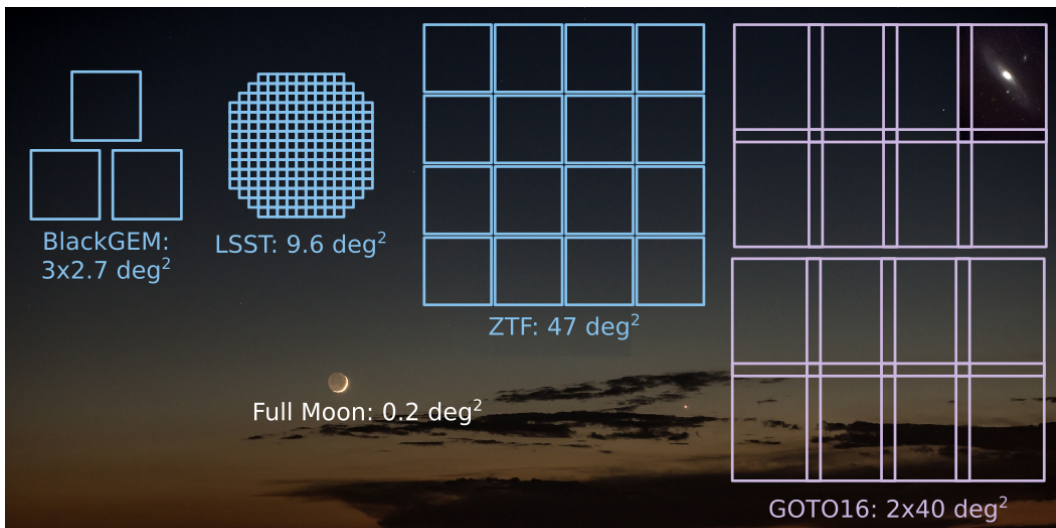 BlackGEM:
3x2.7 deg²
LSST: 9.6 deg²
ZTF: 47 deg²
Full Moon: 0.2 deg²
GOTO16: 2x40 deg²